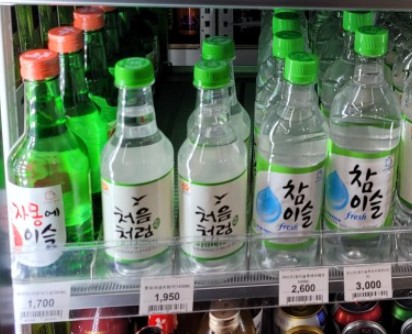 자몽에
이슬
처음
처럼
처음
처럼
참
이슬
fresh
참
이슬
fresh
1,700
1,950
2,600
3,000